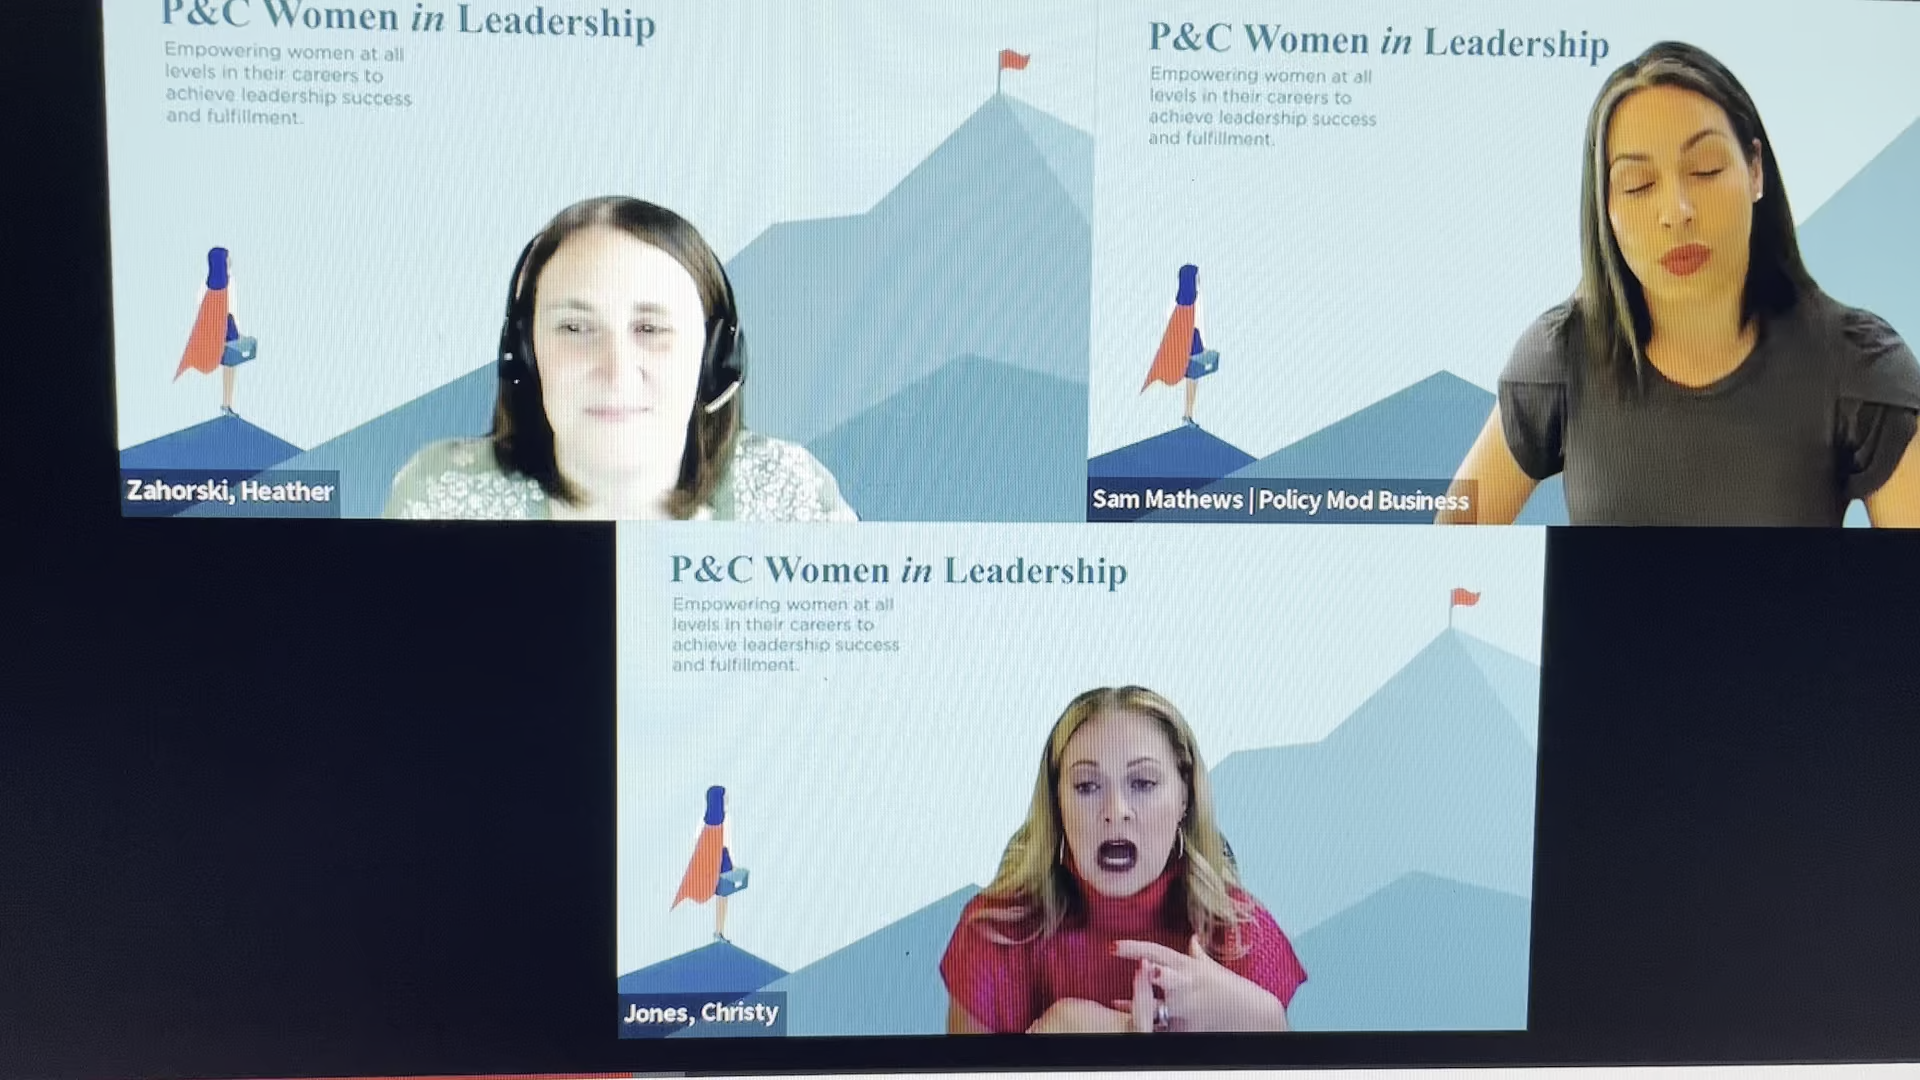 P&C Women in Leadership
Empowering women at all
levels in their careers to
achieve leadership success
and fulfillment.
Zahorski, Heather
P&C Women in Leadership
Empowering women at all
levels in their careers to
achieve leadership success
and fulfillment.
Sam Mathews | Policy Mod Business
P&C Women in Leadership
Empowering women at all
levels in their careers to
achieve leadership success
and fulfillment.
Jones, Christy